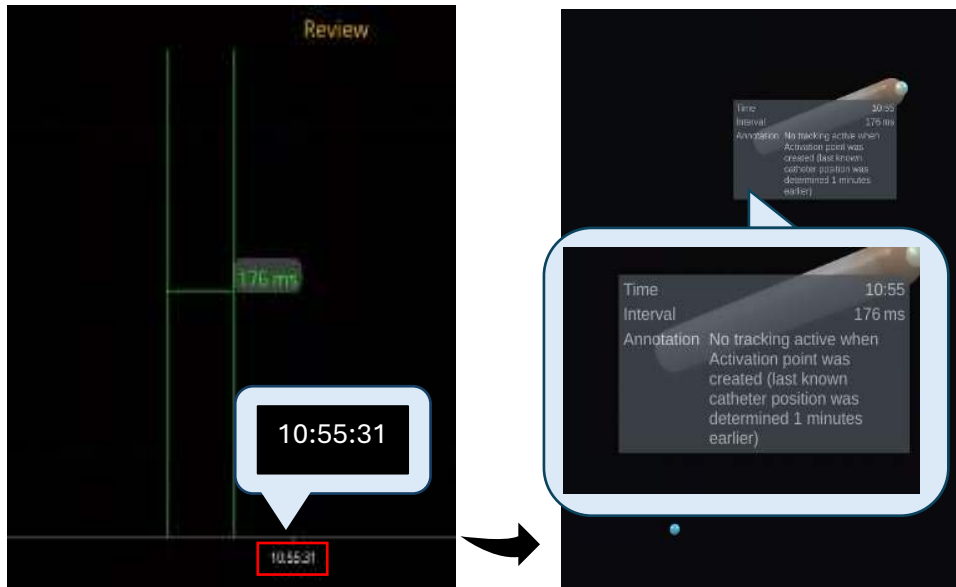 Review
176 ms
10:55:31
10:55:31
Time 10:55
Interval 176 ms
Annotation No tracking active when
Activation point was
created (last known
catheter position was
determined 1 minutes
earlier)
Time 10:55
Interval 176 ms
Annotation No tracking active when
Activation point was
created (last known
catheter position was
determined 1 minutes
earlier)